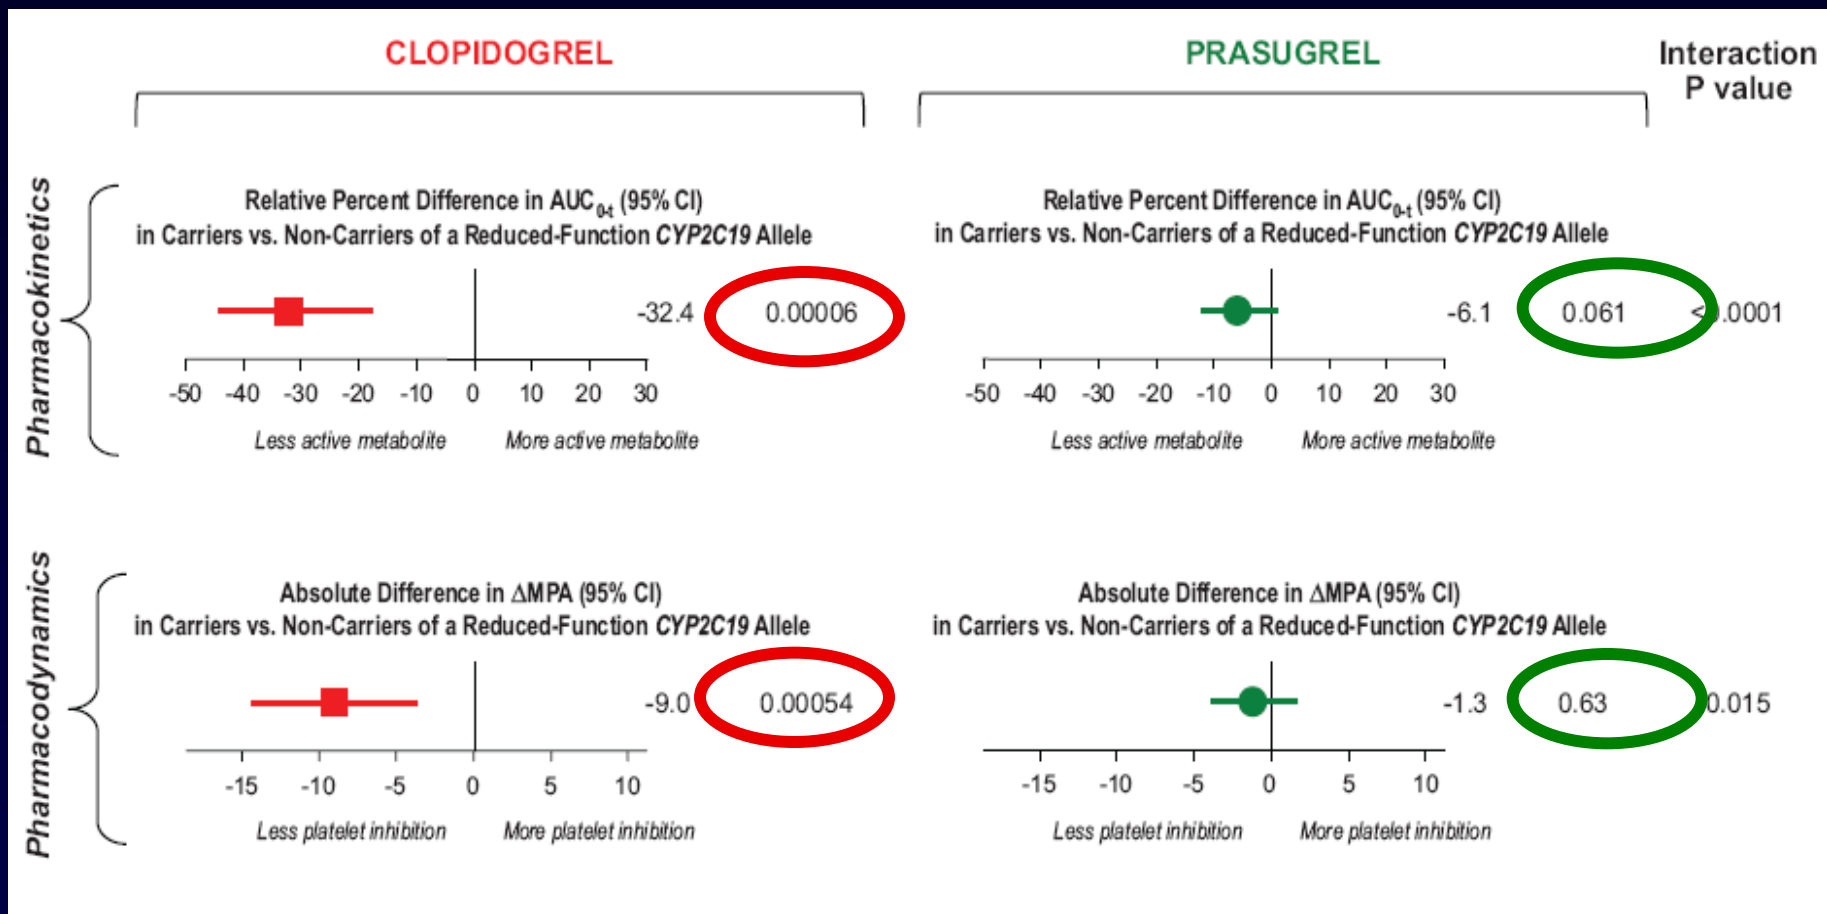 CLOPIDOGREL
PRASUGREL
Interaction
P value
Pharmacokinetics
Relative Percent Difference in AUC0-t (95% CI)
in Carriers vs. Non-Carriers of a Reduced-Function CYP2C19 Allele
-32.4 0.00006
-50 -40 -30 -20 -10 0 10 20 30
Less active metabolite More active metabolite
Relative Percent Difference in AUC0-t (95% CI)
in Carriers vs. Non-Carriers of a Reduced-Function CYP2C19 Allele
-6.1 0.061 <0.0001
-50 -40 -30 -20 -10 0 10 20 30
Less active metabolite More active metabolite
Pharmacodynamics
Absolute Difference in ΔMPA (95% CI)
in Carriers vs. Non-Carriers of a Reduced-Function CYP2C19 Allele
-9.0 0.00054
-15 -10 -5 0 5 10
Less platelet inhibition More platelet inhibition
Absolute Difference in ΔMPA (95% CI)
in Carriers vs. Non-Carriers of a Reduced-Function CYP2C19 Allele
-1.3 0.63 0.015
-15 -10 -5 0 5 10
Less platelet inhibition More platelet inhibition